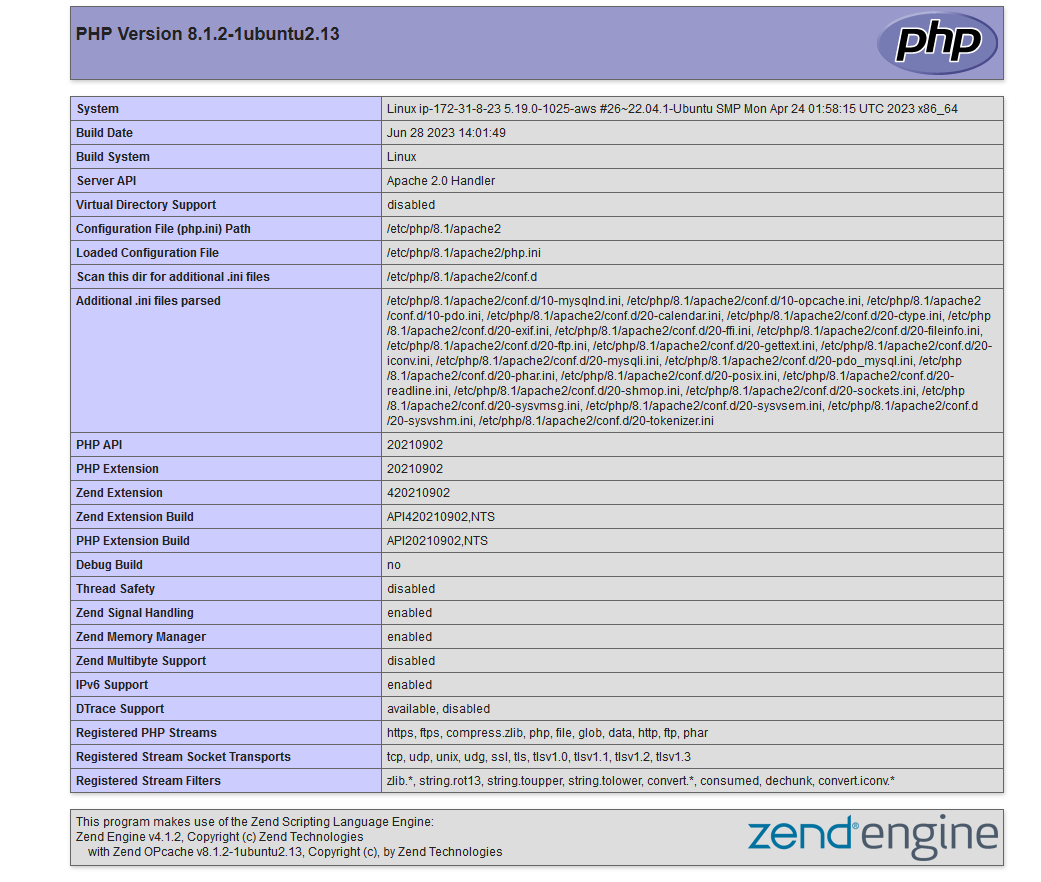 PHP Version 8.1.2-1ubuntu2.13
php
System Linux ip-172-31-8-23 5.19.0-1025-aws #26~22.04.1-Ubuntu SMP Mon Apr 24 01:58:15 UTC 2023 x86_64
Build Date Jun 28 2023 14:01:49
Build System Linux
Server API Apache 2.0 Handler
Virtual Directory Support disabled
Configuration File (php.ini) Path /etc/php/8.1/apache2
Loaded Configuration File /etc/php/8.1/apache2/php.ini
Scan this dir for additional .ini files /etc/php/8.1/apache2/conf.d
Additional .ini files parsed /etc/php/8.1/apache2/conf.d/10-mysqlnd.ini, /etc/php/8.1/apache2/conf.d/10-opcache.ini, /etc/php/8.1/apache2
/conf.d/10-pdo.ini, /etc/php/8.1/apache2/conf.d/20-calendar.ini, /etc/php/8.1/apache2/conf.d/20-ctype.ini, /etc/php
/8.1/apache2/conf.d/20-exif.ini, /etc/php/8.1/apache2/conf.d/20-ffi.ini, /etc/php/8.1/apache2/conf.d/20-fileinfo.ini,
/etc/php/8.1/apache2/conf.d/20-ftp.ini, /etc/php/8.1/apache2/conf.d/20-gettext.ini, /etc/php/8.1/apache2/conf.d/20-
iconv.ini, /etc/php/8.1/apache2/conf.d/20-mysqli.ini, /etc/php/8.1/apache2/conf.d/20-pdo_mysql.ini, /etc/php
/8.1/apache2/conf.d/20-phar.ini, /etc/php/8.1/apache2/conf.d/20-posix.ini, /etc/php/8.1/apache2/conf.d/20-
readline.ini, /etc/php/8.1/apache2/conf.d/20-shmop.ini, /etc/php/8.1/apache2/conf.d/20-sockets.ini, /etc/php
/8.1/apache2/conf.d/20-sysvmsg.ini, /etc/php/8.1/apache2/conf.d/20-sysvsem.ini, /etc/php/8.1/apache2/conf.d
/20-sysvshm.ini, /etc/php/8.1/apache2/conf.d/20-tokenizer.ini
PHP API 20210902
PHP Extension 20210902
Zend Extension 420210902
Zend Extension Build API420210902,NTS
PHP Extension Build API20210902,NTS
Debug Build no
Thread Safety disabled
Zend Signal Handling enabled
Zend Memory Manager enabled
Zend Multibyte Support disabled
IPv6 Support enabled
DTrace Support available, disabled
Registered PHP Streams https, ftps, compress.zlib, php, file, glob, data, http, ftp, phar
Registered Stream Socket Transports tcp, udp, unix, udg, ssl, tls, tlsv1.0, tlsv1.1, tlsv1.2, tlsv1.3
Registered Stream Filters zlib.*, string.rot13, string.toupper, string.tolower, convert.*, consumed, dechunk, convert.iconv.*
This program makes use of the Zend Scripting Language Engine:
Zend Engine v4.1.2, Copyright (c) Zend Technologies
with Zend OPcache v8.1.2-1ubuntu2.13, Copyright (c), by Zend Technologies
zend® engine